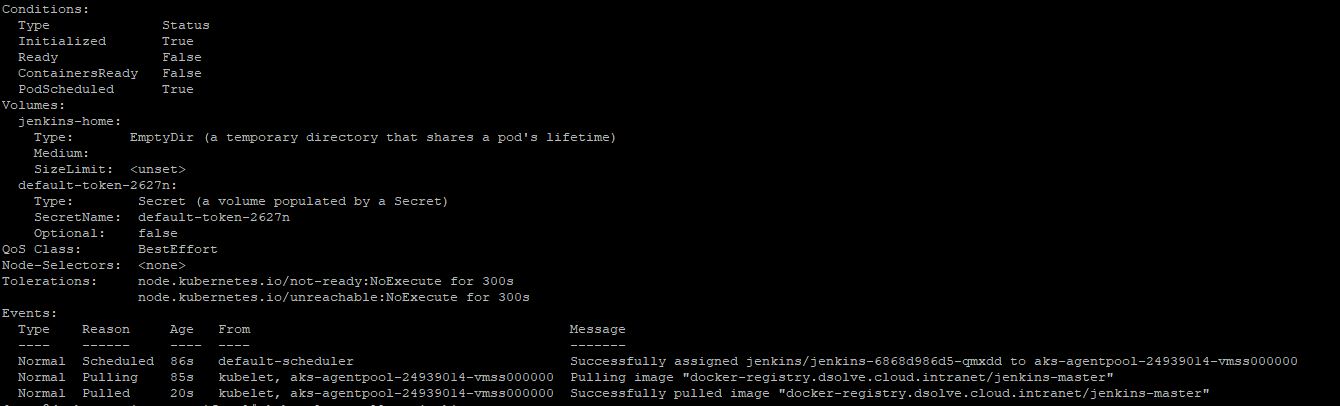 Conditions:
  Type              Status
  Initialized       True
  Ready             False
  ContainersReady   False
  PodScheduled      True
Volumes:
  jenkins-home:
    Type:       EmptyDir (a temporary directory that shares a pod's lifetime)
    Medium:
    SizeLimit:  <unset>
  default-token-2627n:
    Type:        Secret (a volume populated by a Secret)
    SecretName:  default-token-2627n
    Optional:    false
QoS Class:       BestEffort
Node-Selectors:  <none>
Tolerations:     node.kubernetes.io/not-ready:NoExecute for 300s
                 node.kubernetes.io/unreachable:NoExecute for 300s
Events:
  Type    Reason     Age   From                                        Message
  ----    ------     ----  ----                                        -------
  Normal  Scheduled  86s   default-scheduler                           Successfully assigned jenkins/jenkins-6868d986d5-qmxdd to aks-agentpool-24939014-vmss000000
  Normal  Pulling    85s   kubelet, aks-agentpool-24939014-vmss000000  Pulling image "docker-registry.dsolve.cloud.intranet/jenkins-master"
  Normal  Pulled     20s   kubelet, aks-agentpool-24939014-vmss000000  Successfully pulled image "docker-registry.dsolve.cloud.intranet/jenkins-master"